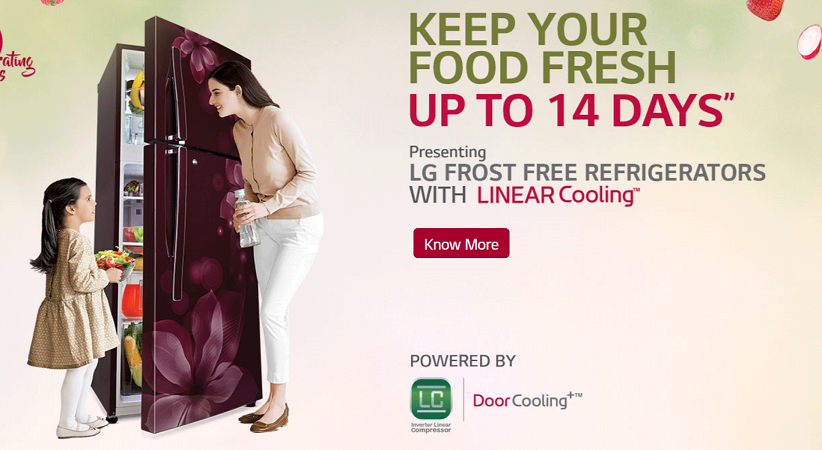 rating
KEEP YOUR
FOOD FRESH
UP TO 14 DAYS"
Presenting
LG FROST FREE REFRIGERATORS
WITH LINEAR Cooling™
Know More
POWERED BY
LC
DoorCooling+™
Inverter Linear
Compressor